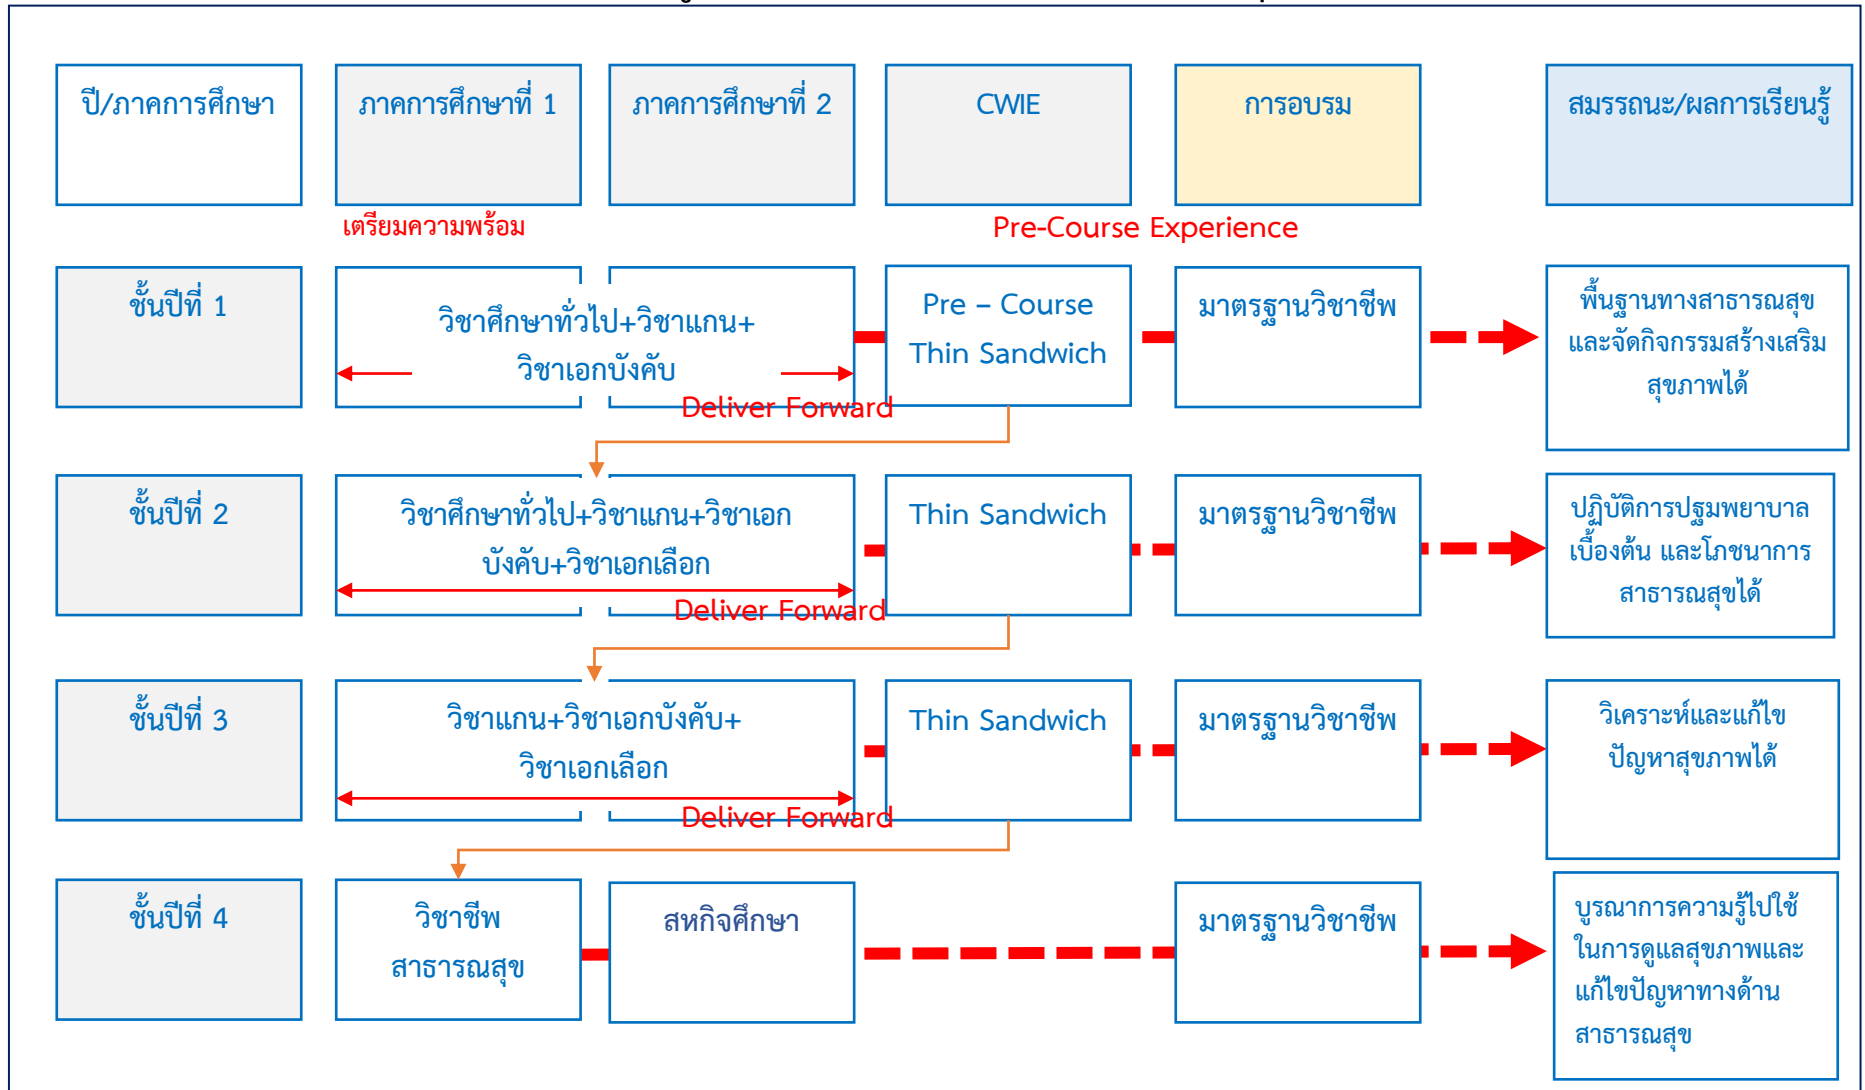 ปี/ภาคการศึกษา
ภาคการศึกษาที่ 1
ภาคการศึกษาที่ 2
CWIE
การอบรม
สมรรถนะ/ผลการเรียนรู้
เตรียมความพร้อม
Pre-Course Experience
ชั้นปีที่ 1
วิชาศึกษาทั่วไป+วิชาแกน+
วิชาเอกบังคับ
Pre – Course
Thin Sandwich
มาตรฐานวิชาชีพ
พื้นฐานทางสาธารณสุข
และจัดกิจกรรมสร้างเสริม
สุขภาพได้
Deliver Forward
ชั้นปีที่ 2
วิชาศึกษาทั่วไป+วิชาแกน+วิชาเอก
บังคับ+วิชาเอกเลือก
Thin Sandwich
มาตรฐานวิชาชีพ
ปฏิบัติการปฐมพยาบาล
เบื้องต้น และโภชนาการ
สาธารณสุขได้
Deliver Forward
ชั้นปีที่ 3
วิชาแกน+วิชาเอกบังคับ+
วิชาเอกเลือก
Thin Sandwich
มาตรฐานวิชาชีพ
วิเคราะห์และแก้ไข
ปัญหาสุขภาพได้
Deliver Forward
ชั้นปีที่ 4
วิชาชีพ
สาธารณสุข
สหกิจศึกษา
มาตรฐานวิชาชีพ
บูรณาการความรู้ไปใช้
ในการดูแลสุขภาพและ
แก้ไขปัญหาทางด้าน
สาธารณสุข